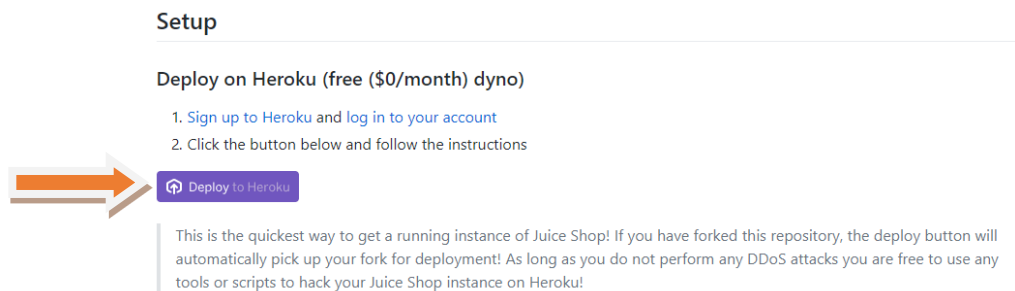 Setup
Deploy on Heroku (free ($0/month) dyno)
1. Sign up to Heroku and log in to your account
2. Click the button below and follow the instructions
Deploy to Heroku
This is the quickest way to get a running instance of Juice Shop! If you have forked this repository, the deploy button will
automatically pick up your fork for deployment! As long as you do not perform any DDoS attacks you are free to use any
tools or scripts to hack your Juice Shop instance on Heroku!